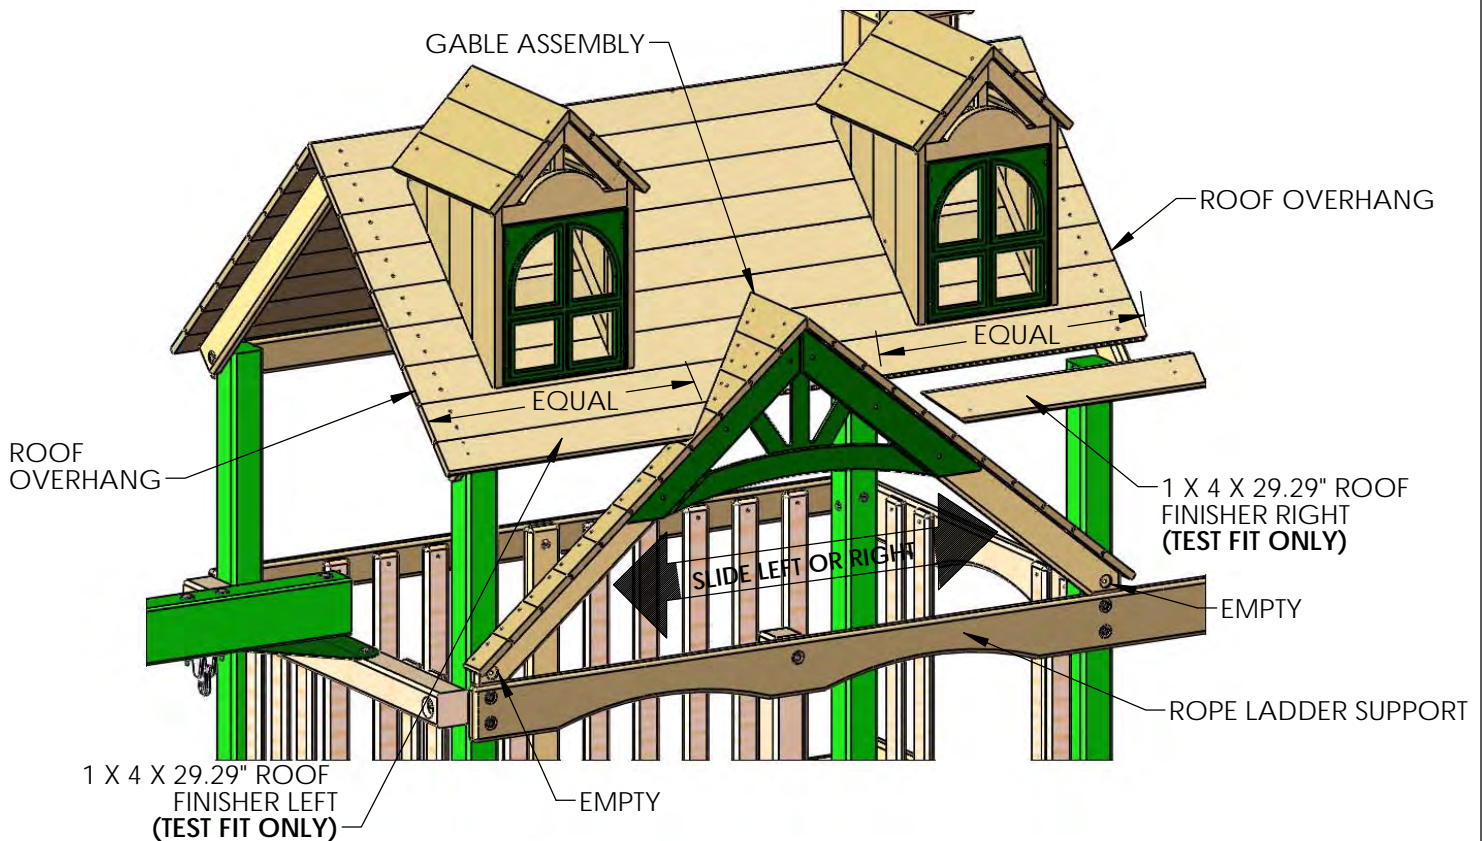 GABLE ASSEMBLY
ROOF OVERHANG
EQUAL
EQUAL
ROOF
OVERHANG
1 X 4 X 29.29" ROOF
FINISHER RIGHT
(TEST FIT ONLY)
SLIDE LEFT OR RIGHT
EMPTY
ROPE LADDER SUPPORT
1 X 4 X 29.29" ROOF
FINISHER LEFT
(TEST FIT ONLY)
EMPTY